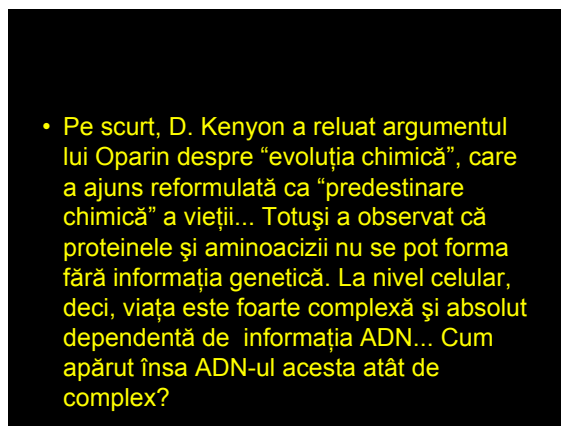 • Pe scurt, D. Kenyon a reluat argumentul
lui Oparin despre “evoluția chimică”, care
a ajuns reformulată ca “predestinare
chimică” a vieții... Totuşi a observat că
proteinele şi aminoacizii nu se pot forma
fără informația genetică. La nivel celular,
deci, viața este foarte complexă şi absolut
dependentă de informația ADN... Cum
apărut însa ADN-ul acesta atât de
complex?